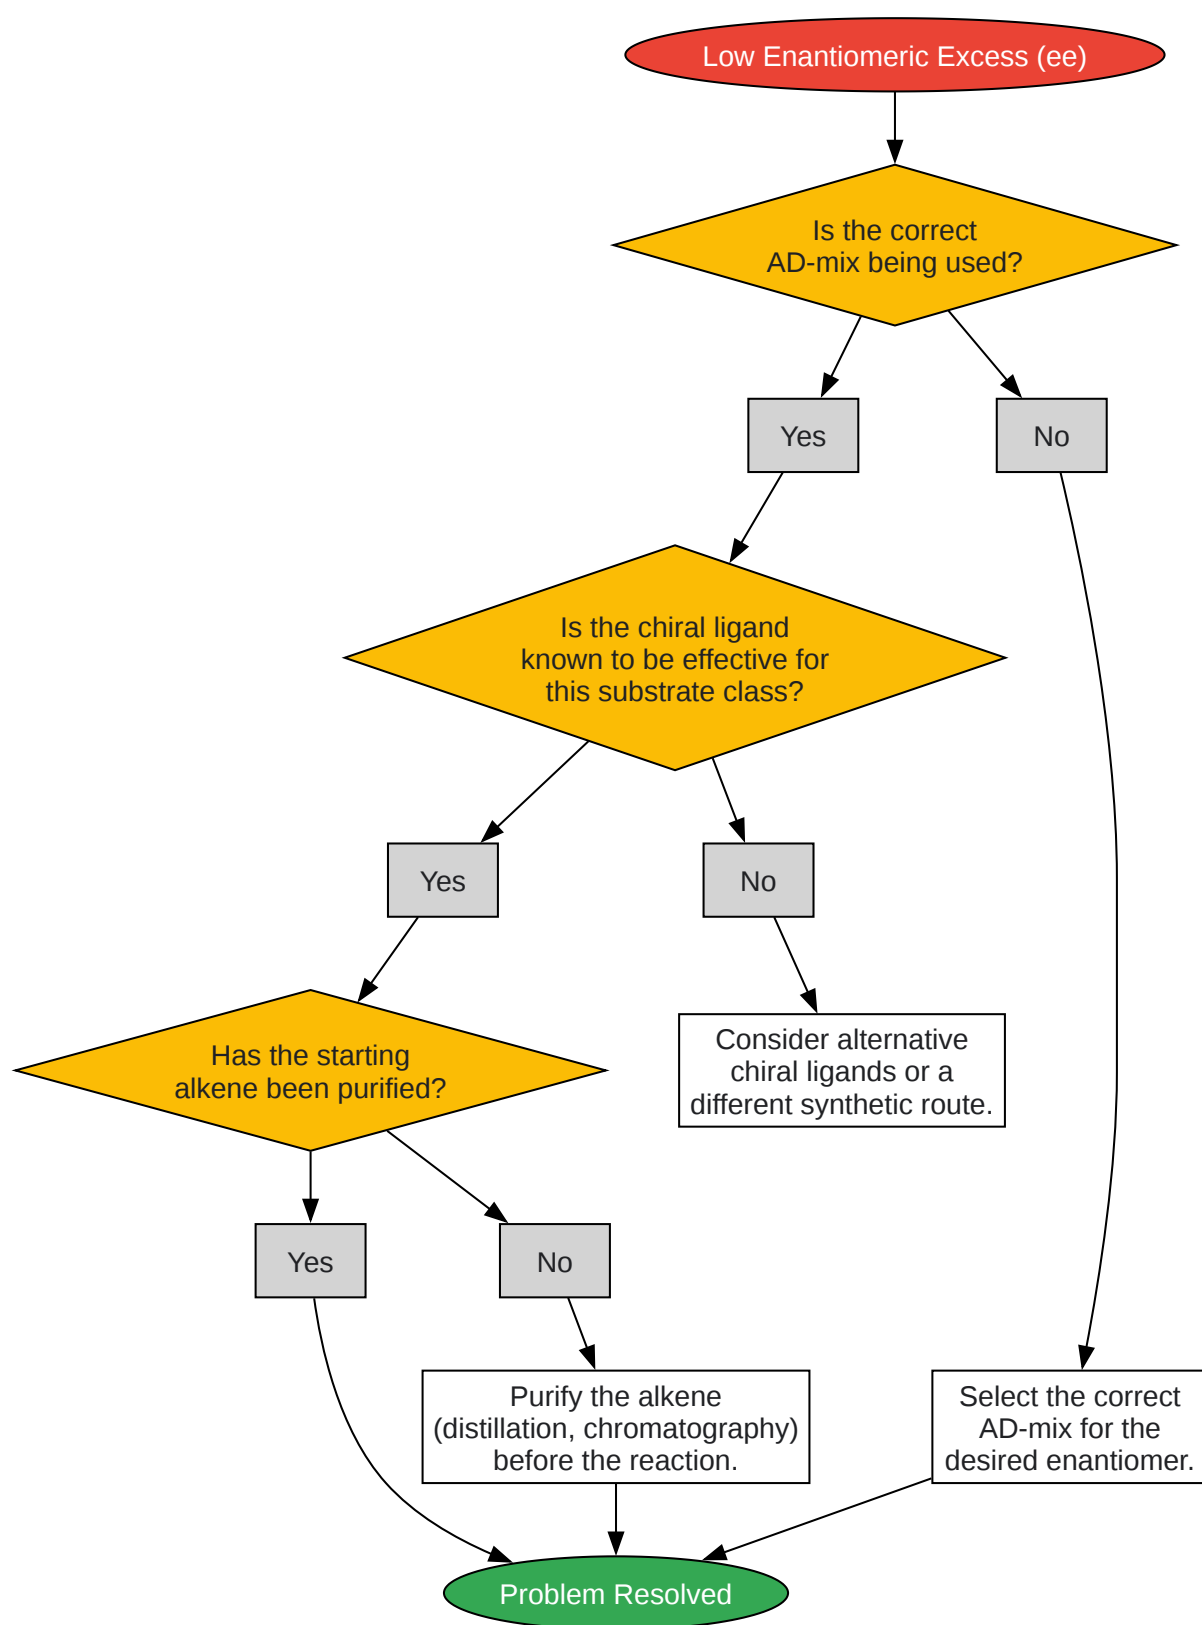 Low Enantiomeric Excess (ee)
Is the correct
AD-mix being used?
Yes
No
Is the chiral ligand
known to be effective for
this substrate class?
Yes
No
Has the starting
alkene been purified?
Consider alternative
chiral ligands or a
different synthetic route.
Yes
No
Purify the alkene
(distillation, chromatography)
before the reaction.
Select the correct
AD-mix for the
desired enantiomer.
Problem Resolved